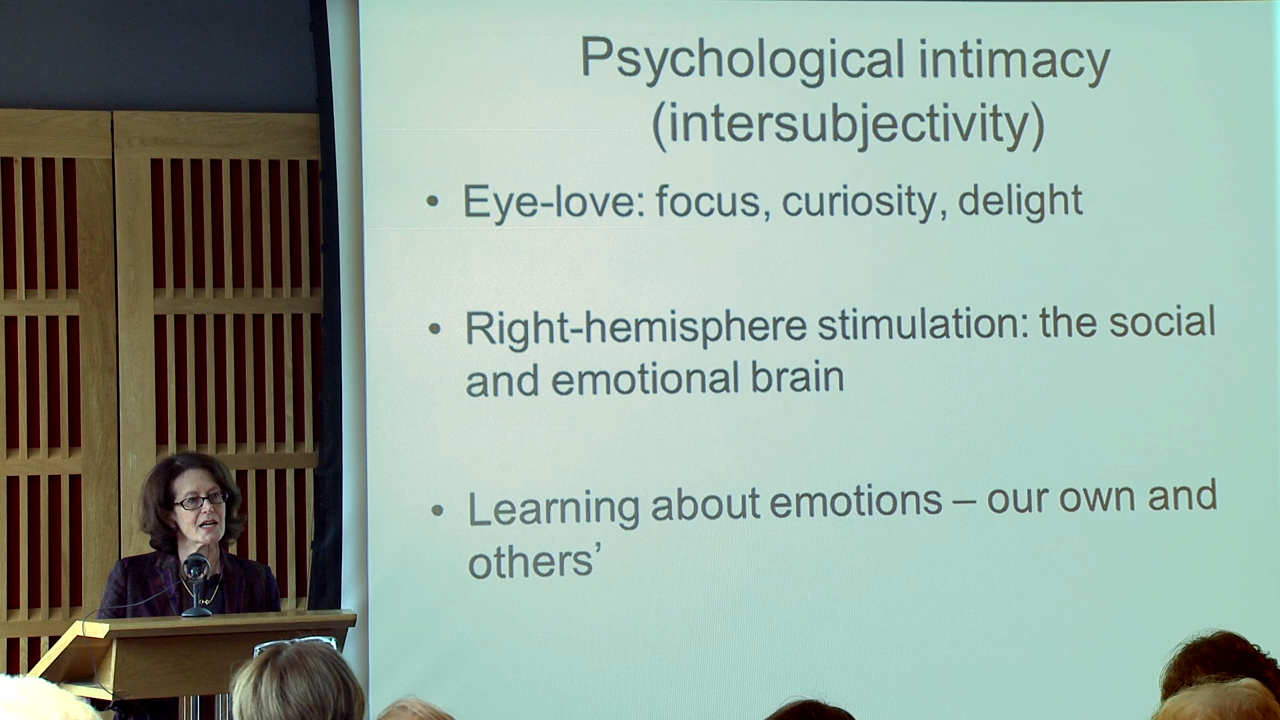 Psychological intimacy
(intersubjectivity)
• Eye-love: focus, curiosity, delight
• Right-hemisphere stimulation: the social
and emotional brain
• Learning about emotions – our own and
others’